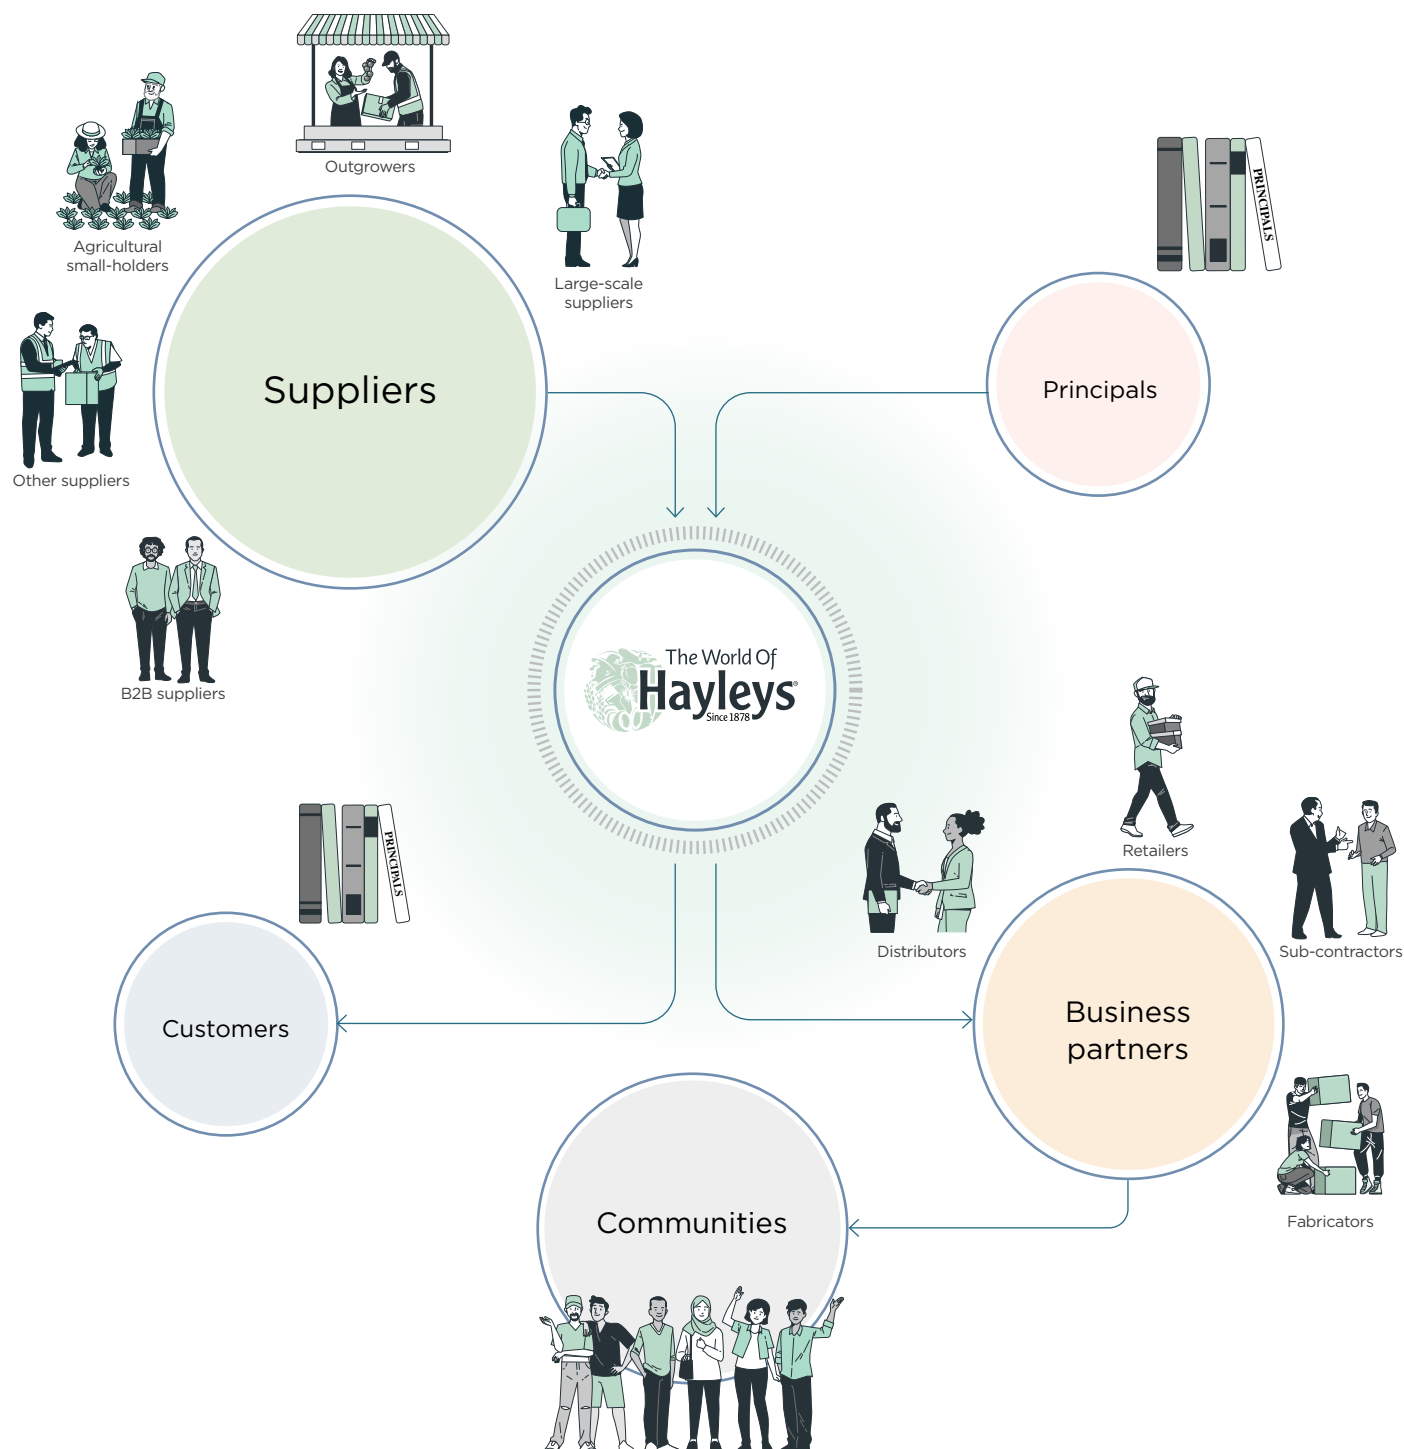 Outgrowers
Agricultural
small-holders
Large-scale
suppliers
PRINCIPALS
Suppliers
Principals
Other suppliers
B2B suppliers
The World Of
Hayleys®
Since 1878
Retailers
PRINCIPALS
Distributors
Sub-contractors
Customers
Business
partners
Communities
Fabricators